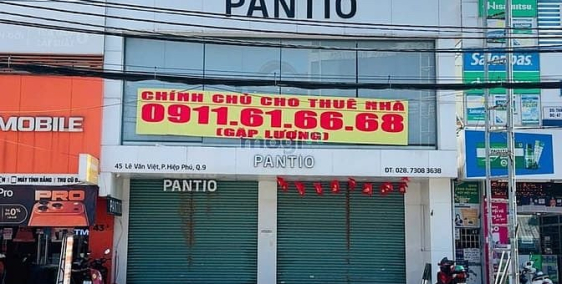 PANTIO
Hisamitsu
Salonpas
CHÍNH CHỦ CHO THUÊ NHÀ
0911.61.66.68
(GẶP LƯỢNG)
MOBILE
PANTIO
45 Lê Văn Việt, P.Hiệp Phú, Q.9
ĐT: 028.7308 3638
PANTIO
PRO